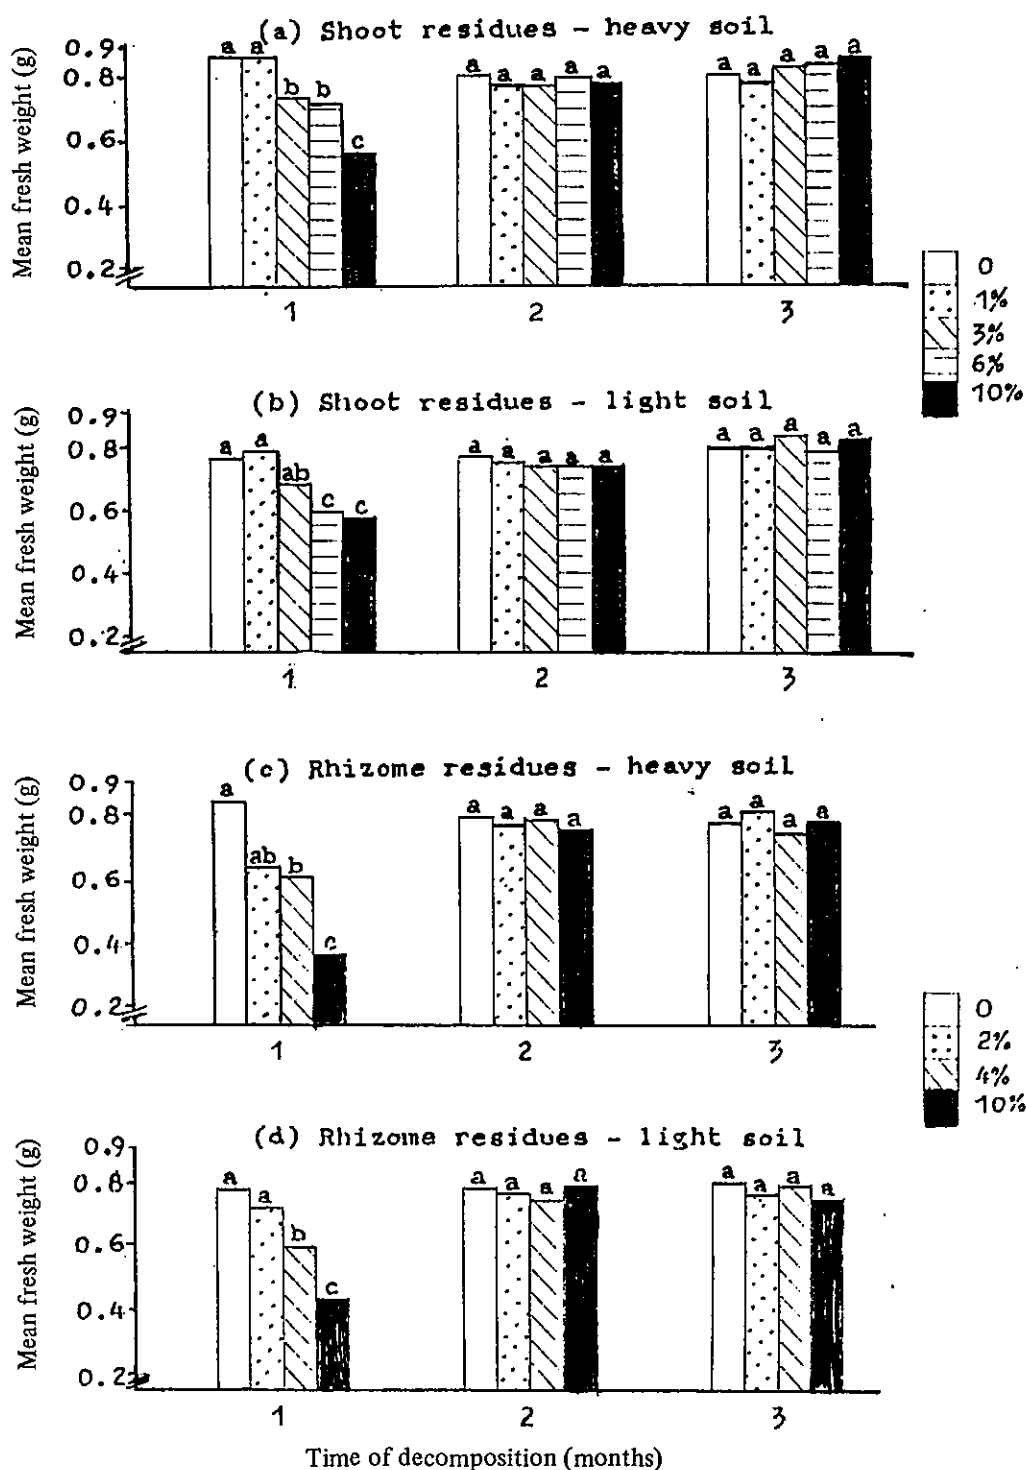 (a) Shoot residues - heavy soil
Mean fresh weight (g)
0.9
0.8
0.6
0.4
0.2
a a b b c
a a a a a
a a a a a
1 2 3
0
1%
3%
6%
10%
(b) Shoot residues - light soil
Mean fresh weight (g)
0.9
0.8
0.6
0.4
0.2
a a ab c c
a a a a a
a a a a a
1 2 3
(c) Rhizome residues - heavy soil
Mean fresh weight (g)
0.9
0.8
0.6
0.4
0.2
a ab b c
a a a a
a a a a
1 2 3
0
2%
4%
10%
(d) Rhizome residues - light soil
Mean fresh weight (g)
0.9
0.8
0.6
0.4
0.2
a a b c
a a a a
a a a a
1 2 3
Time of decomposition (months)